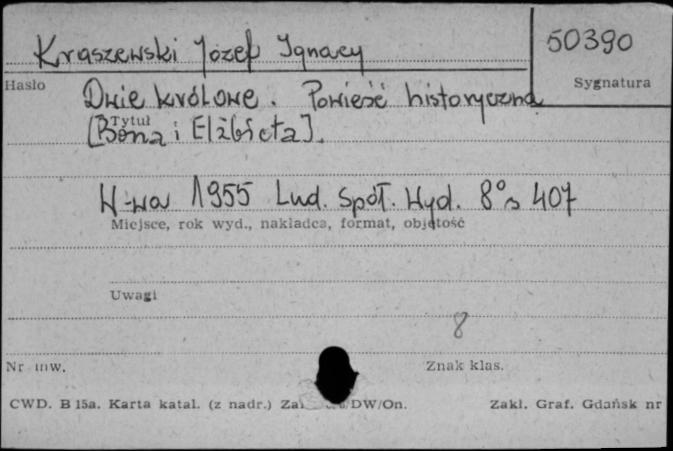 Kraszewski Józef Ignacy
50390
Hasło
Sygnatura
Dwie królowe. Powieść historyczna
Tytuł
[Bona i Elżbieta].
W-wa 1955 Lud. Spół. Wyd. 8° s 407
Miejsce, rok wyd., nakładca, format, objętość
Uwagi
8
Nr inw.
Znak klas.
CWD. B 15a. Karta katal. (z nadr.) DW/On.
Zakl. Graf. Gdańsk nr